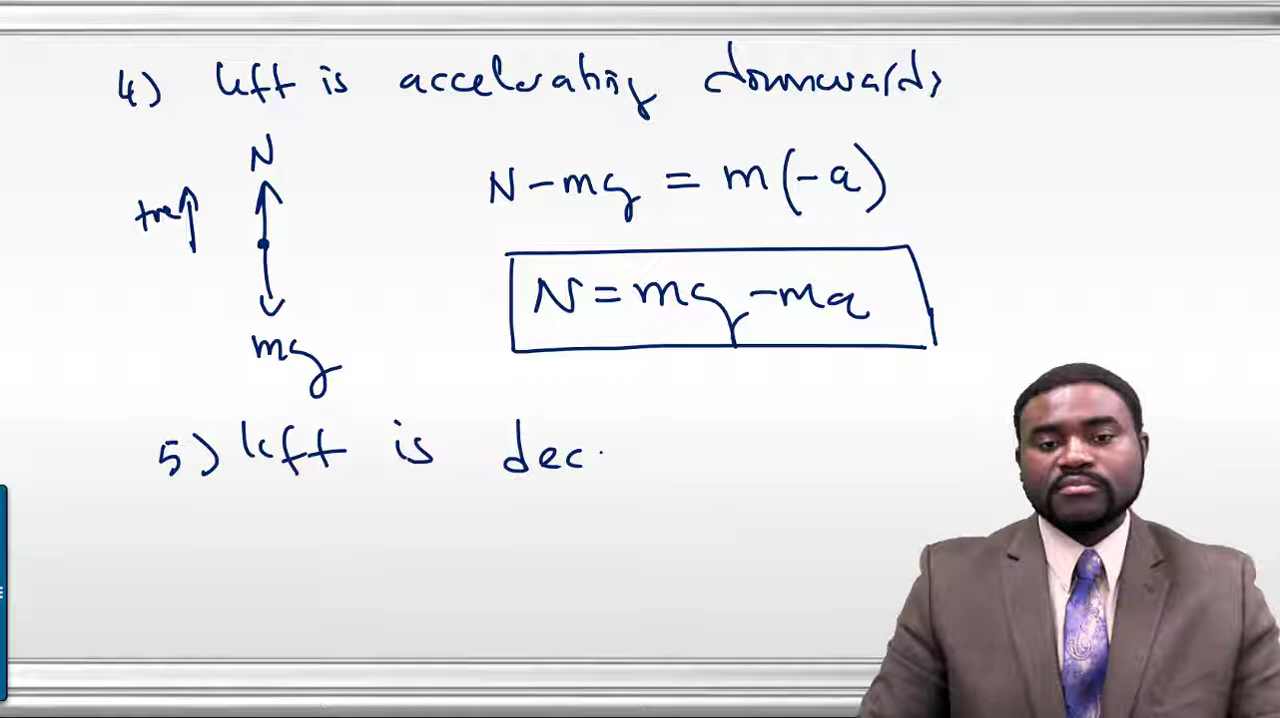 4) lift is accelerating downwards
N
+ve
N - mg = m(-a)
N = mg - ma
mg
5) lift is dec